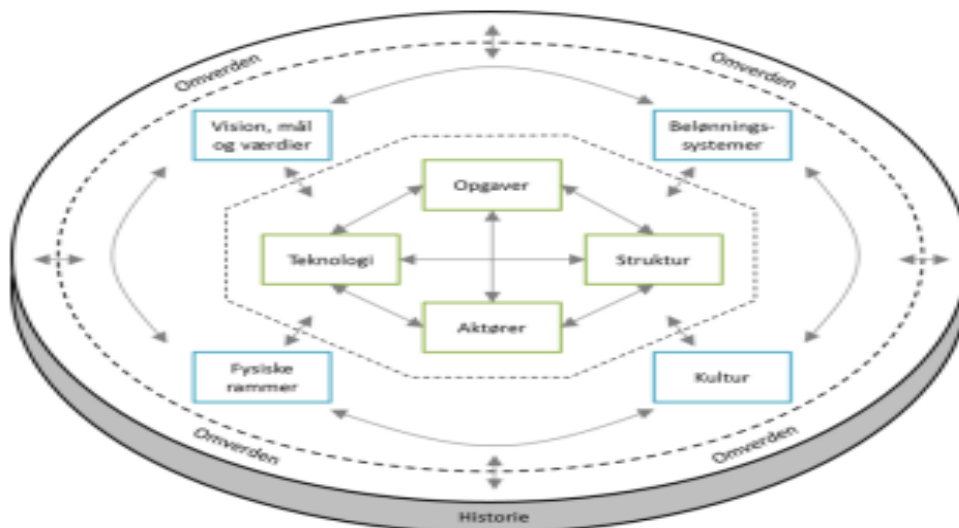 Omverden
Omverden
Vision, mål
og værdier
Belønnings-
systemer
Opgaver
Teknologi
Struktur
Aktører
Fysiske
rammer
Kultur
Omverden
Omverden
Historie